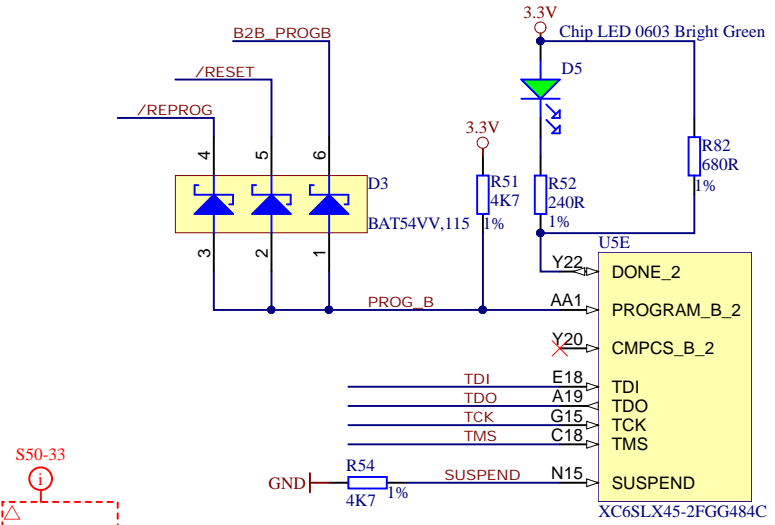 3.3V
B2B_PROGB
Chip LED 0603 Bright Green
/RESET
D5
/REPROG
3.3V
4
5
6
R82
680R
1%
D3
R51
4K7
1%
R52
240R
1%
BAT54VV,115
3
2
1
U5E
Y22
DONE_2
PROG_B
AA1
PROGRAM_B_2
Y20
CMPCS_B_2
TDI
E18
TDI
TDO
A19
TDO
TCK
G15
TCK
TMS
C18
TMS
S50-33
i
R54
GND
4K7
1%
SUSPEND
N15
SUSPEND
XC6SLX45-2FGG484C